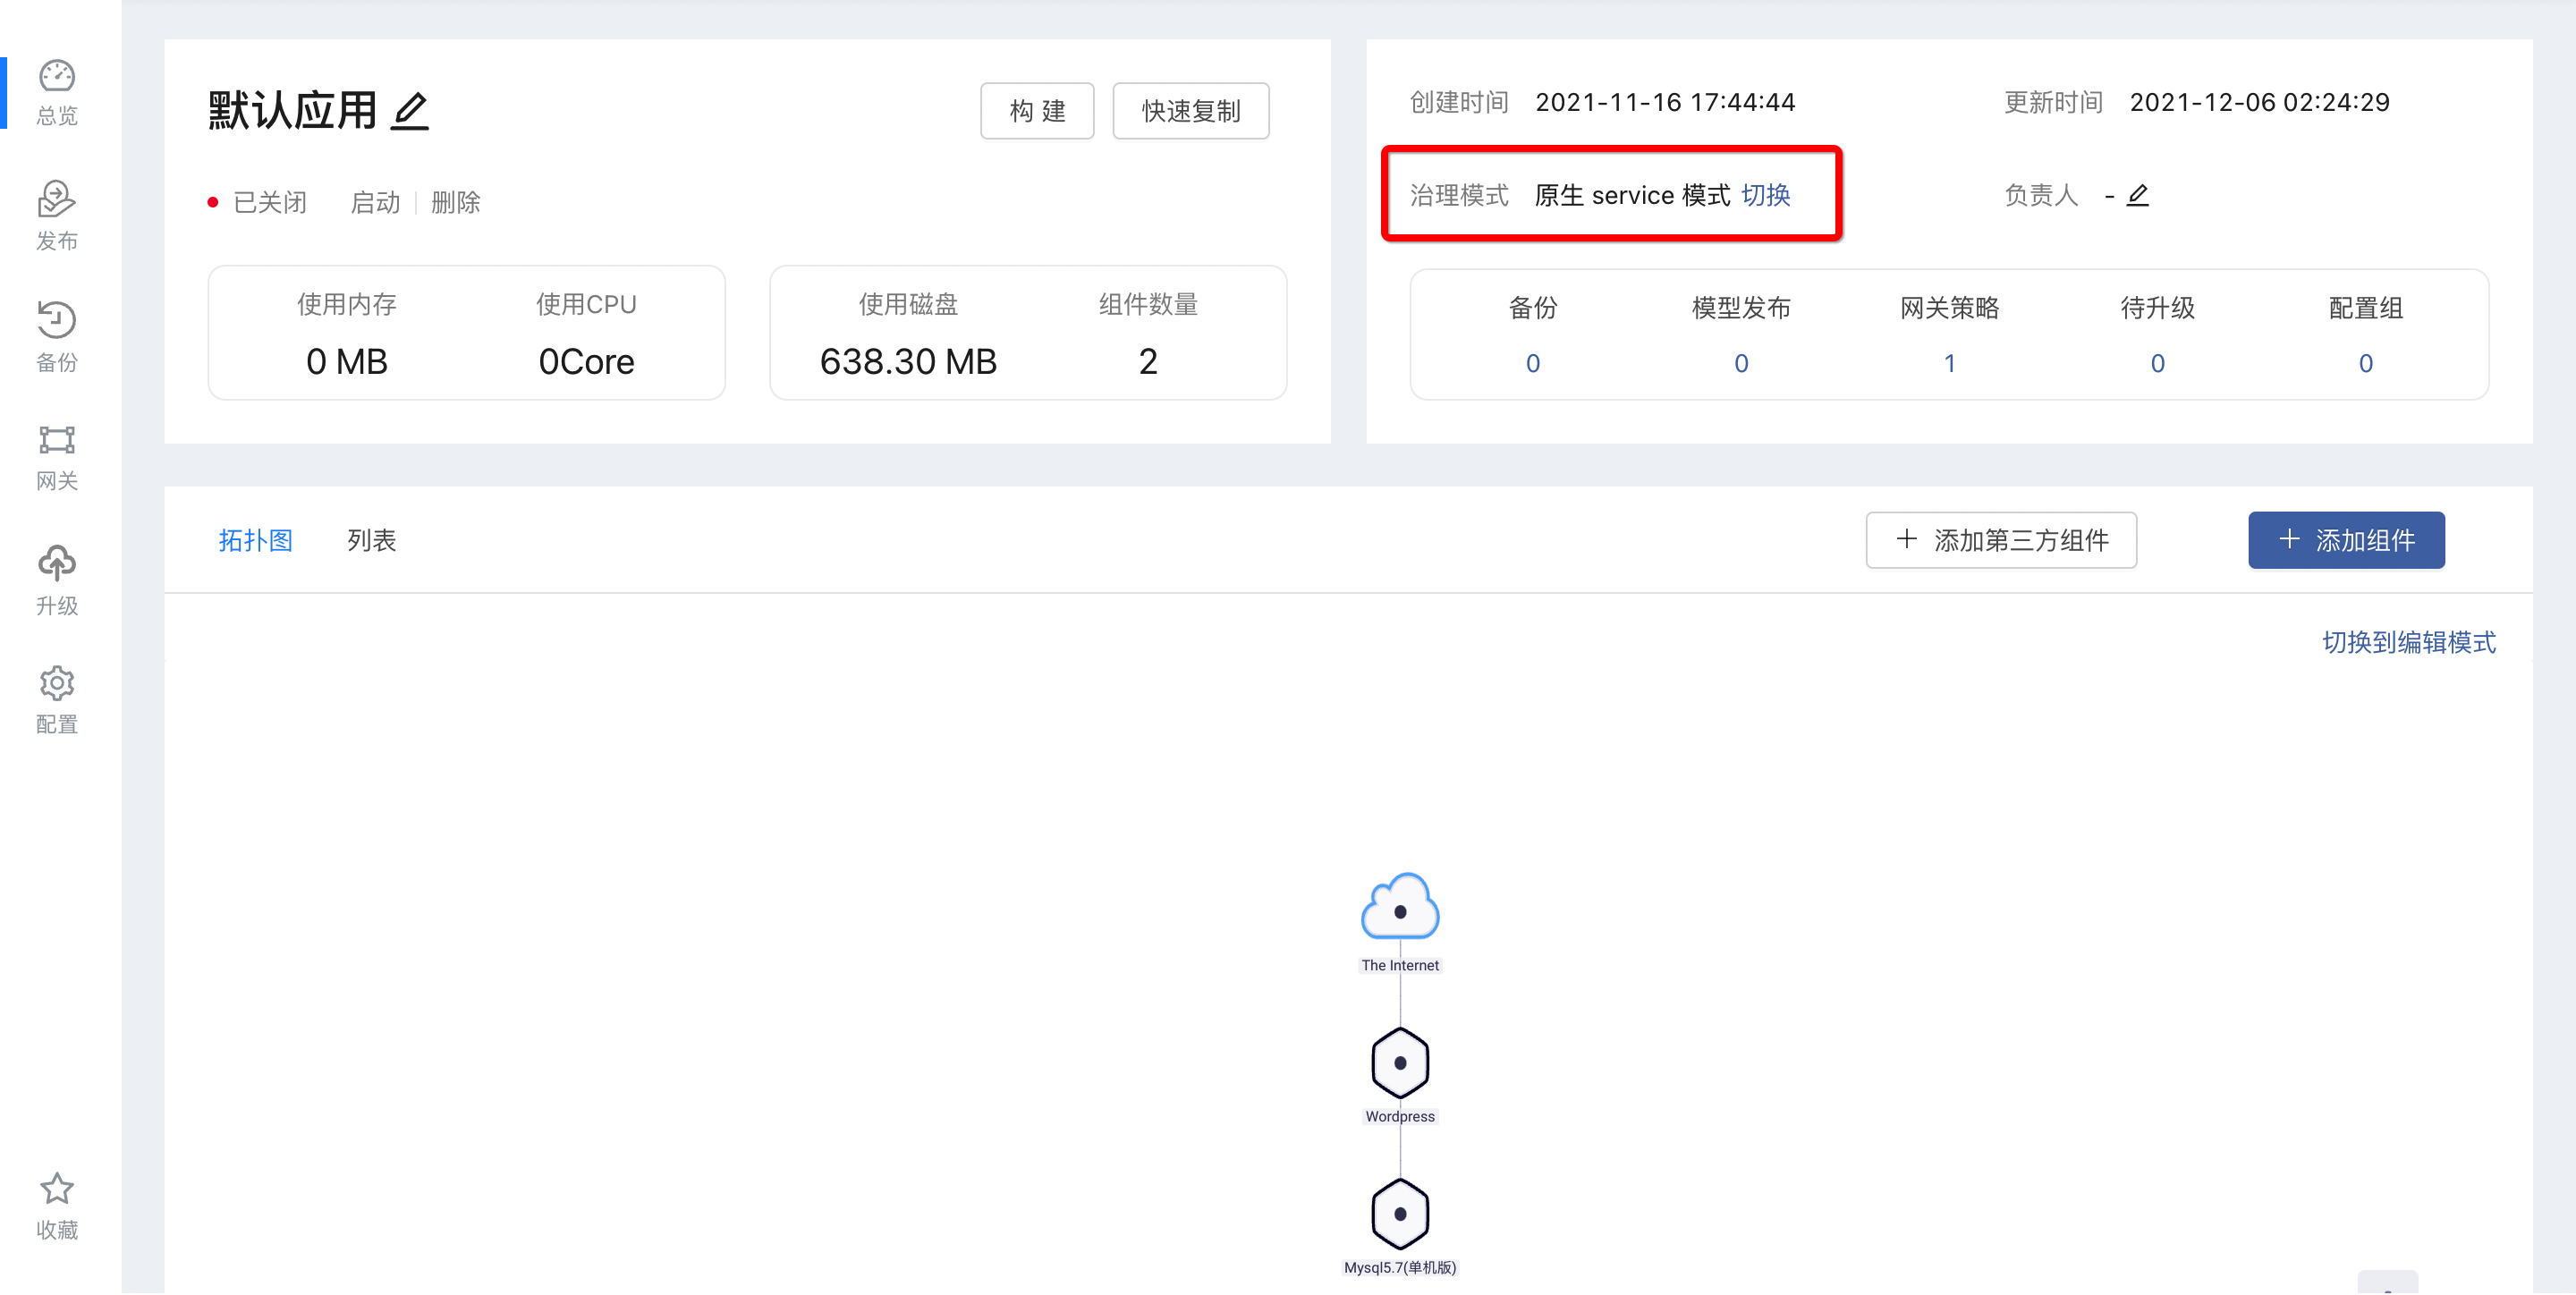 总览
发布
备份
网关
升级
配置
收藏
默认应用
构 建
快速复制
已关闭 启动 删除
使用内存 使用CPU
0 MB 0Core
使用磁盘 组件数量
638.30 MB 2
创建时间 2021-11-16 17:44:44
更新时间 2021-12-06 02:24:29
治理模式 原生 service 模式 切换
负责人 -
备份 模型发布 网关策略 待升级 配置组
0 0 1 0 0
拓扑图 列表
添加第三方组件
添加组件
切换到编辑模式
The Internet
Wordpress
Mysql5.7(单机版)